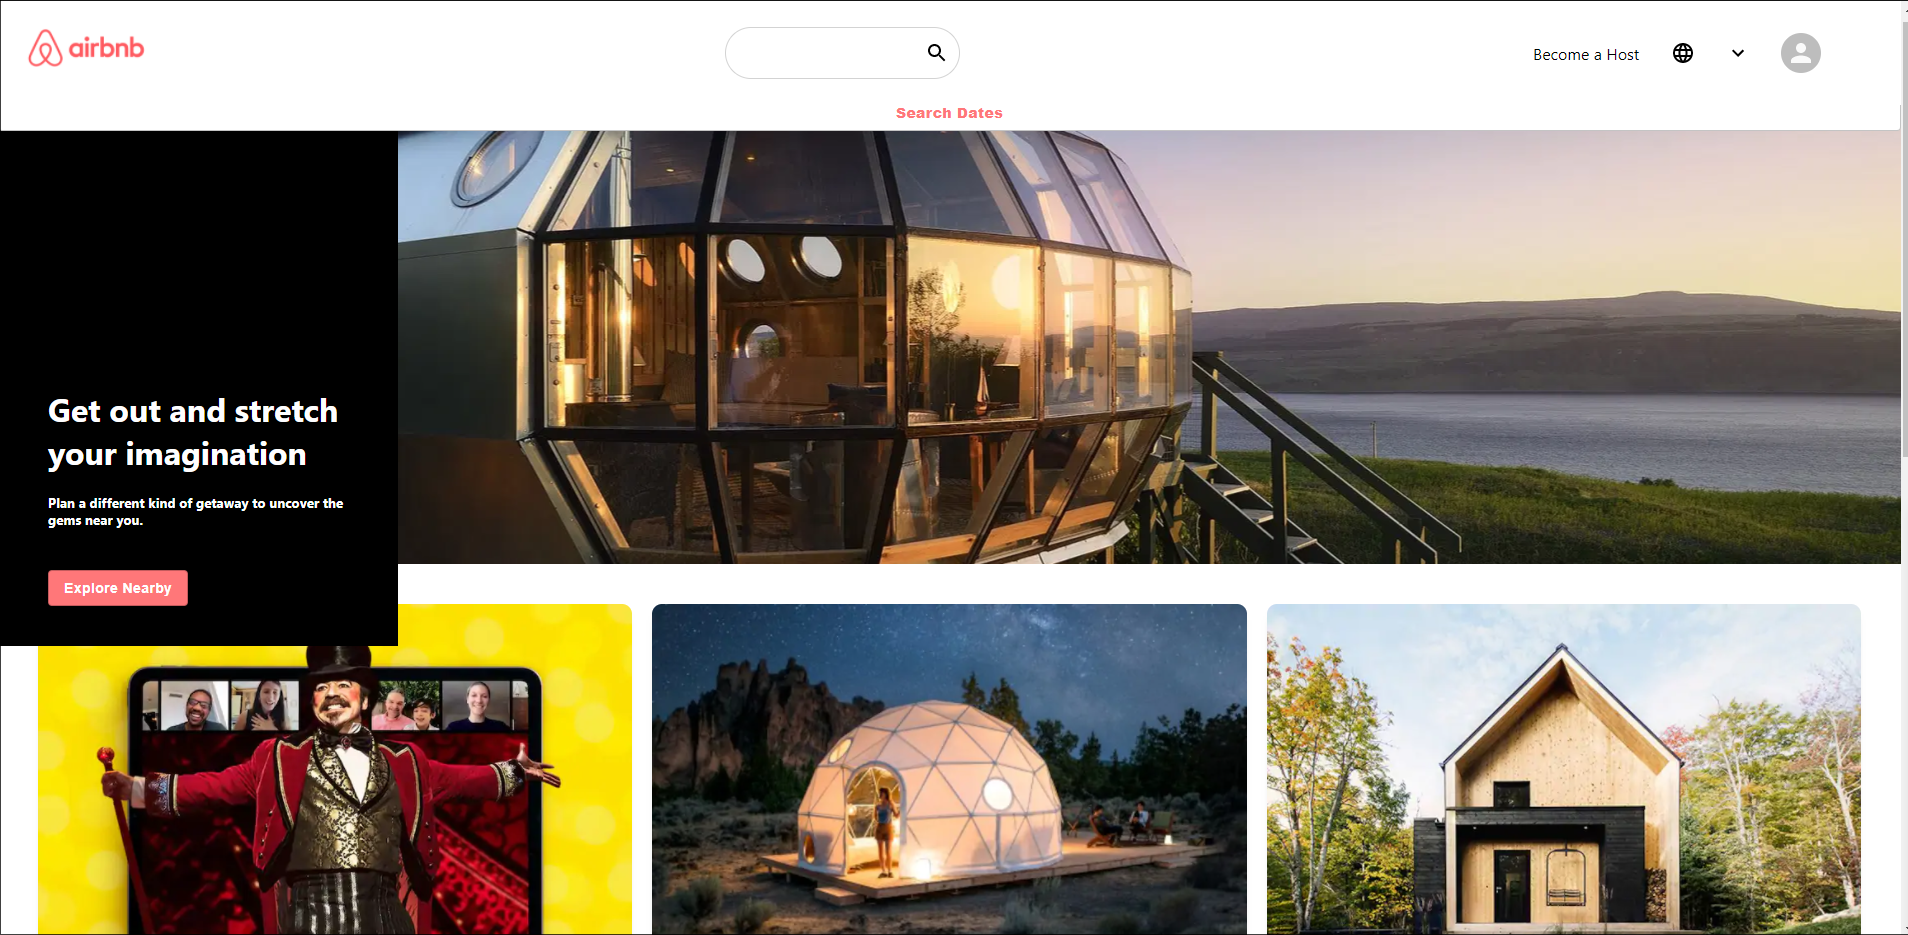 airbnb
Become a Host
Search Dates
Get out and stretch
your imagination
Plan a different kind of getaway to uncover the
gems near you.
Explore Nearby